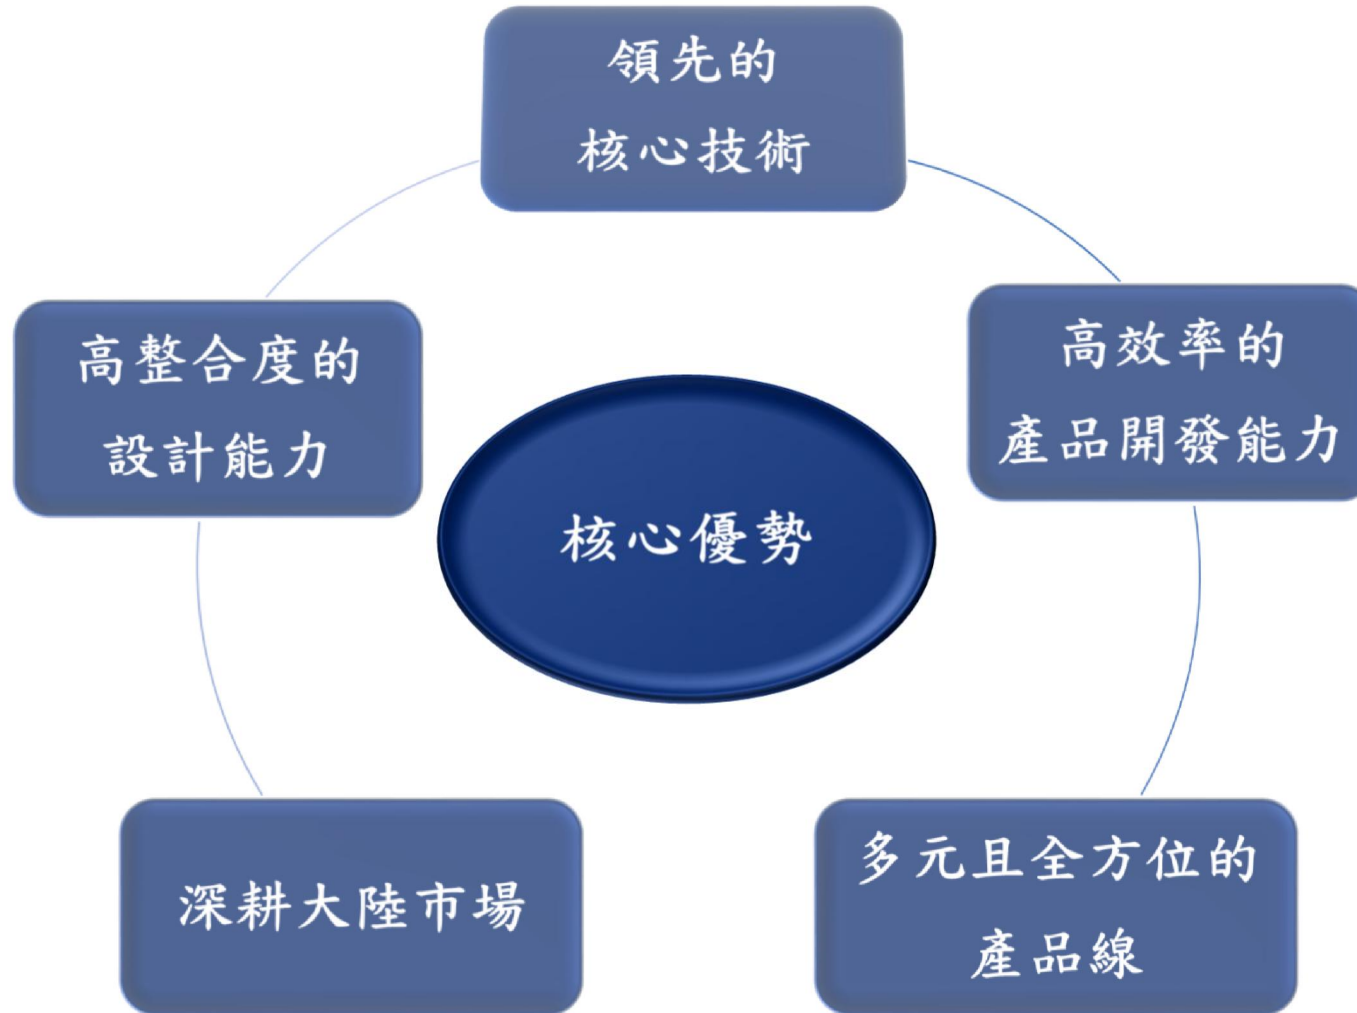 領先的
核心技術
高整合度的
設計能力
高效率的
產品開發能力
核心優勢
深耕大陸市場
多元且全方位的
產品線